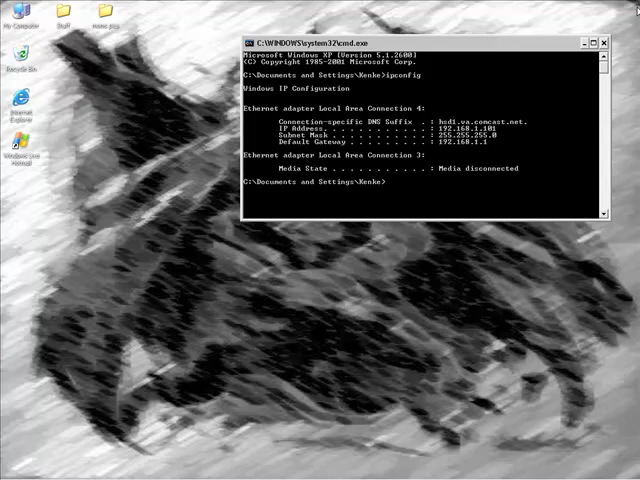 My Computer
Stuff
Home pics
Recycle Bin
Internet
Explorer
C:\WINDOWS\system32\cmd.exe
Microsoft Windows XP [Version 5.1.2600]
(C) Copyright 1985-2001 Microsoft Corp.
C:\Documents and Settings\Kenke>ipconfig
Windows IP Configuration
Ethernet adapter Local Area Connection 4:
Connection-specific DNS Suffix . : hsd1.va.comcast.net.
IP Address. . . . . . . . . . . . : 192.168.1.101
Subnet Mask . . . . . . . . . . . : 255.255.255.0
Default Gateway . . . . . . . . . : 192.168.1.1
Ethernet adapter Local Area Connection 3:
Media State . . . . . . . . . . . : Media disconnected
C:\Documents and Settings\Kenke>